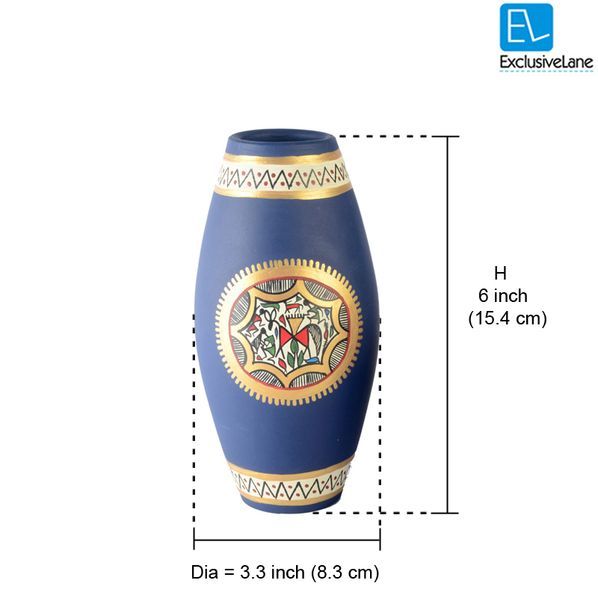 EL
ExclusiveLane
H
6 inch
(15.4 cm)
Dia = 3.3 inch (8.3 cm)